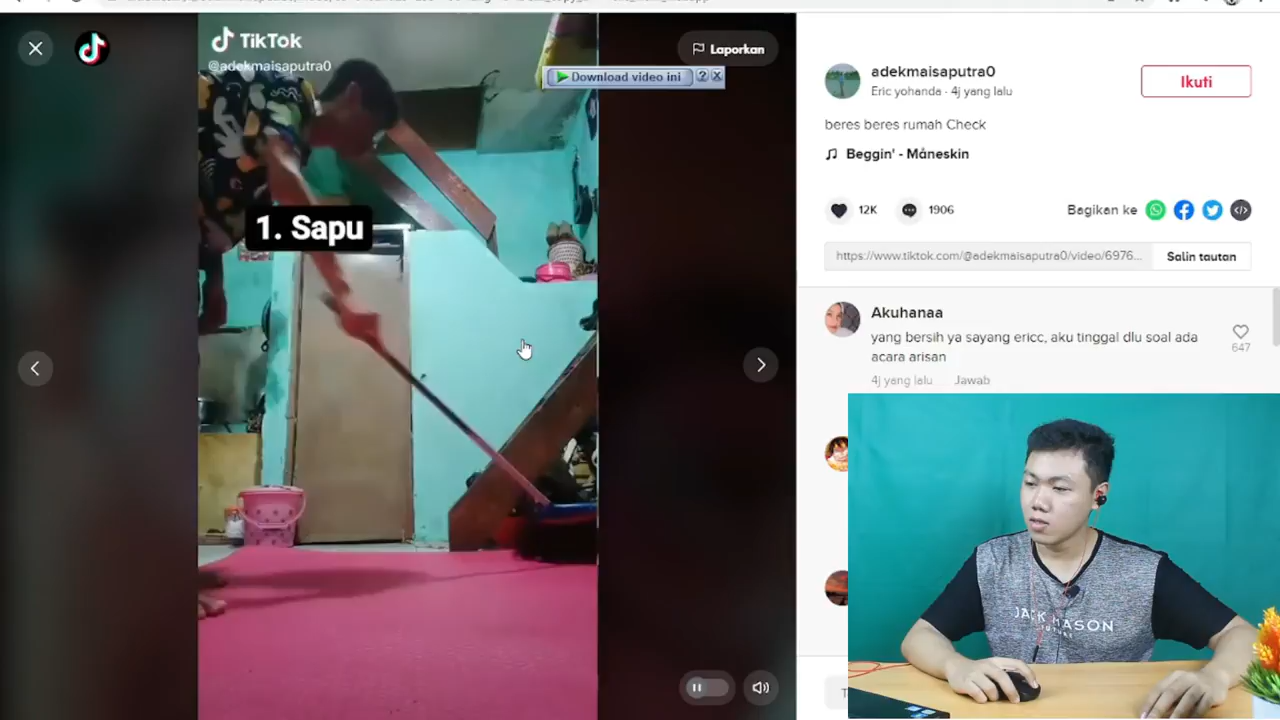 TikTok
@adekmaisaputra0
Laporkan
Download video ini
?
1. Sapu
adekmaisaputra0
Eric yohanda · 4j yang lalu
Ikuti
beres beres rumah Check
Beggin' - Måneskin
12K
1906
Bagikan ke
https://www.tiktok.com/@adekmaisaputra0/video/6976...
Salin tautan
Akuhanaa
yang bersih ya sayang ericc, aku tinggal dlu soal ada
acara arisan
647
4j yang lalu
Jawab
JACK MASON